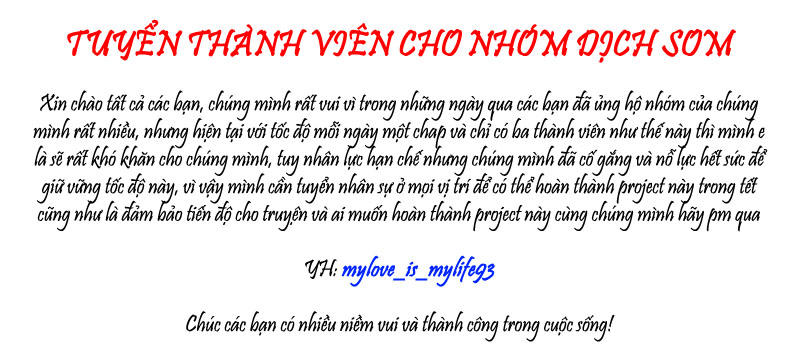 TUYỂN THÀNH VIÊN CHO NHÓM DỊCH SOM
Xin chào tất cả các bạn, chúng mình rất vui vì trong những ngày qua các bạn đã ủng hộ nhóm của chúng
mình rất nhiều, nhưng hiện tại với tốc độ mỗi ngày một chap và chỉ có ba thành viên như thế này thì mình e
là sẽ rất khó khăn cho chúng mình, tuy nhân lực hạn chế nhưng chúng mình đã cố gắng và nỗ lực hết sức để
giữ vững tốc độ này, vì vậy mình cần tuyển nhân sự ở mọi vị trí để có thể hoàn thành project này trong tết
cũng như là đảm bảo tiến độ cho truyện và ai muốn hoàn thành project này cùng chúng mình hãy pm qua
YH: mylove_is_mylife93
Chúc các bạn có nhiều niềm vui và thành công trong cuộc sống!